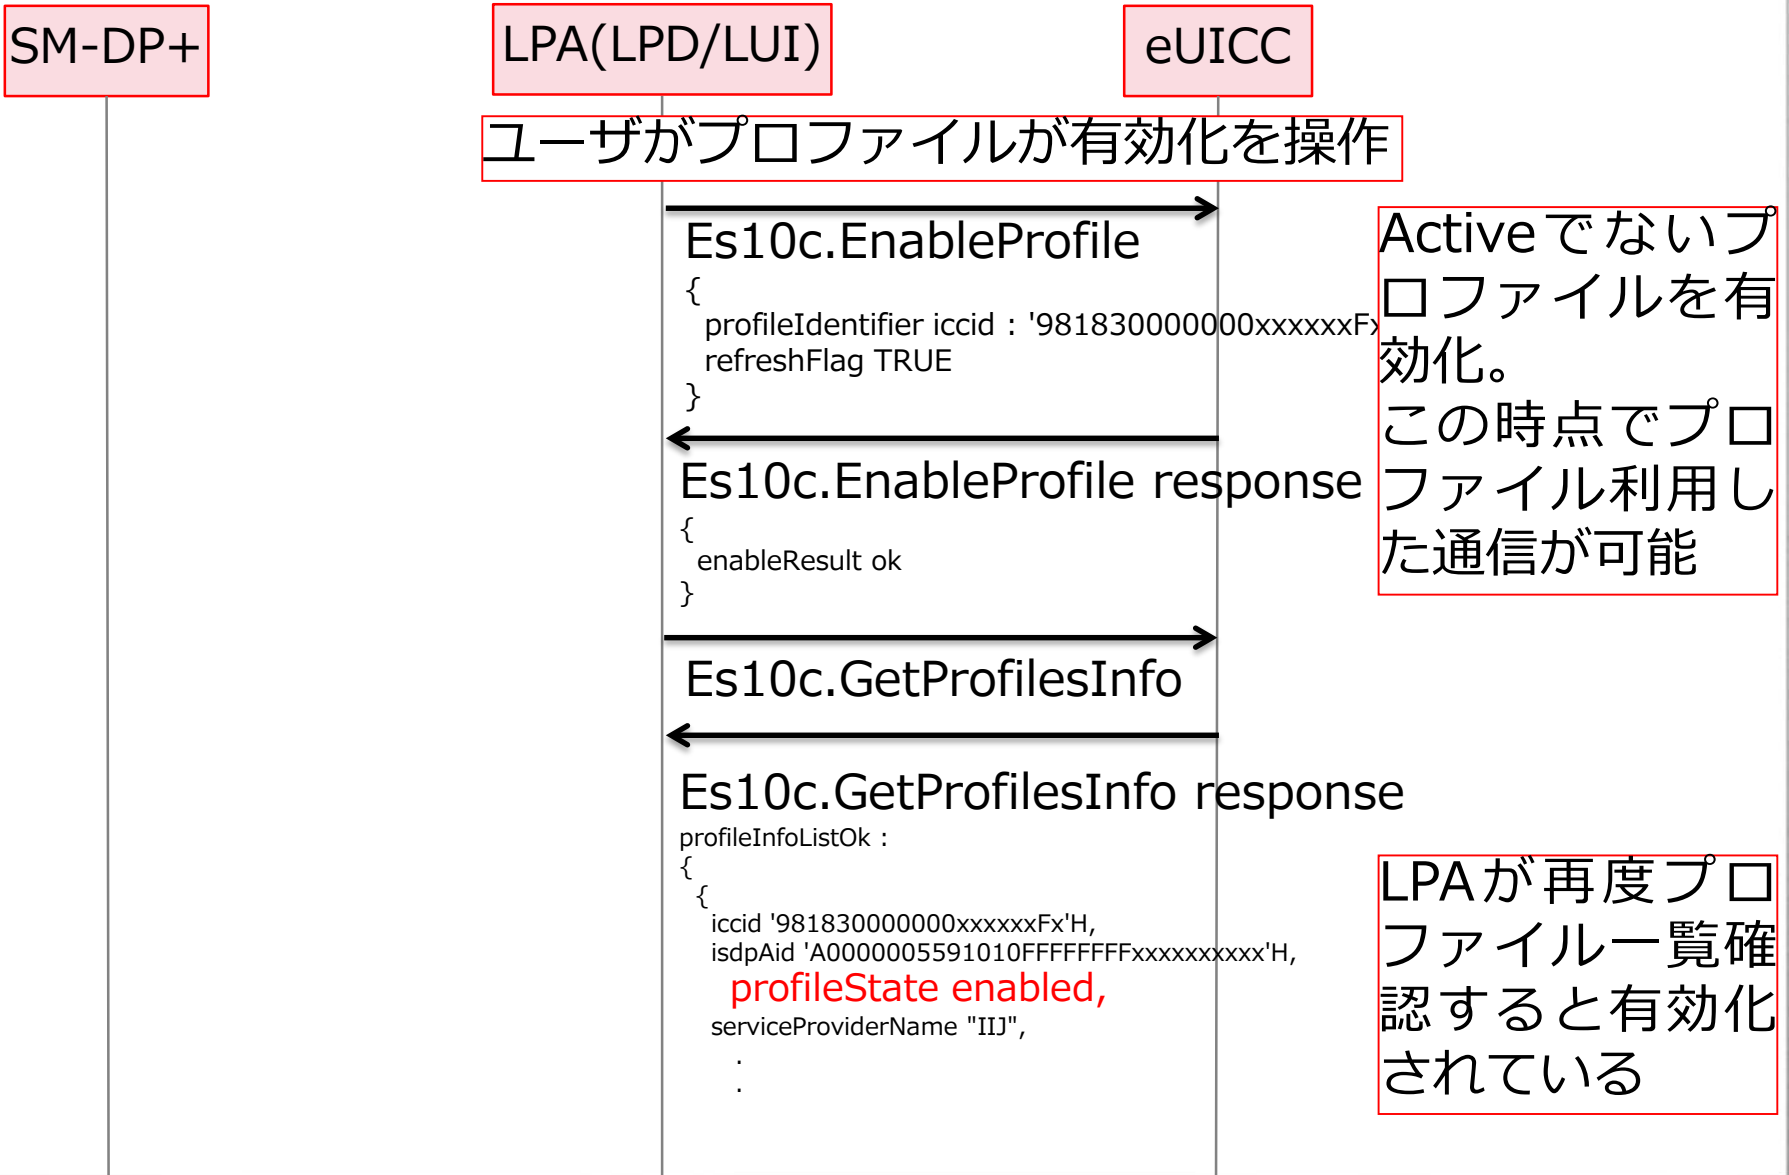 SM-DP+
LPA(LPD/LUI)
eUICC
ユーザがプロファイルが有効化を操作
Es10c.EnableProfile
{
profileIdentifier iccid : '981830000000xxxxxxFx
refreshFlag TRUE
}
Activeでないプ
ロファイルを有
効化。
この時点でプロ
ファイル利用し
た通信が可能
Es10c.EnableProfile response
{
enableResult ok
}
Es10c.GetProfilesInfo
Es10c.GetProfilesInfo response
profileInfoListOk :
{
{
iccid '981830000000xxxxxxFx'H,
isdpAid 'A0000005591010FFFFFFFFxxxxxxxxxx'H,
profileState enabled,
serviceProviderName "IIJ",
.
.
LPAが再度プロ
ファイル一覧確
認すると有効化
されている